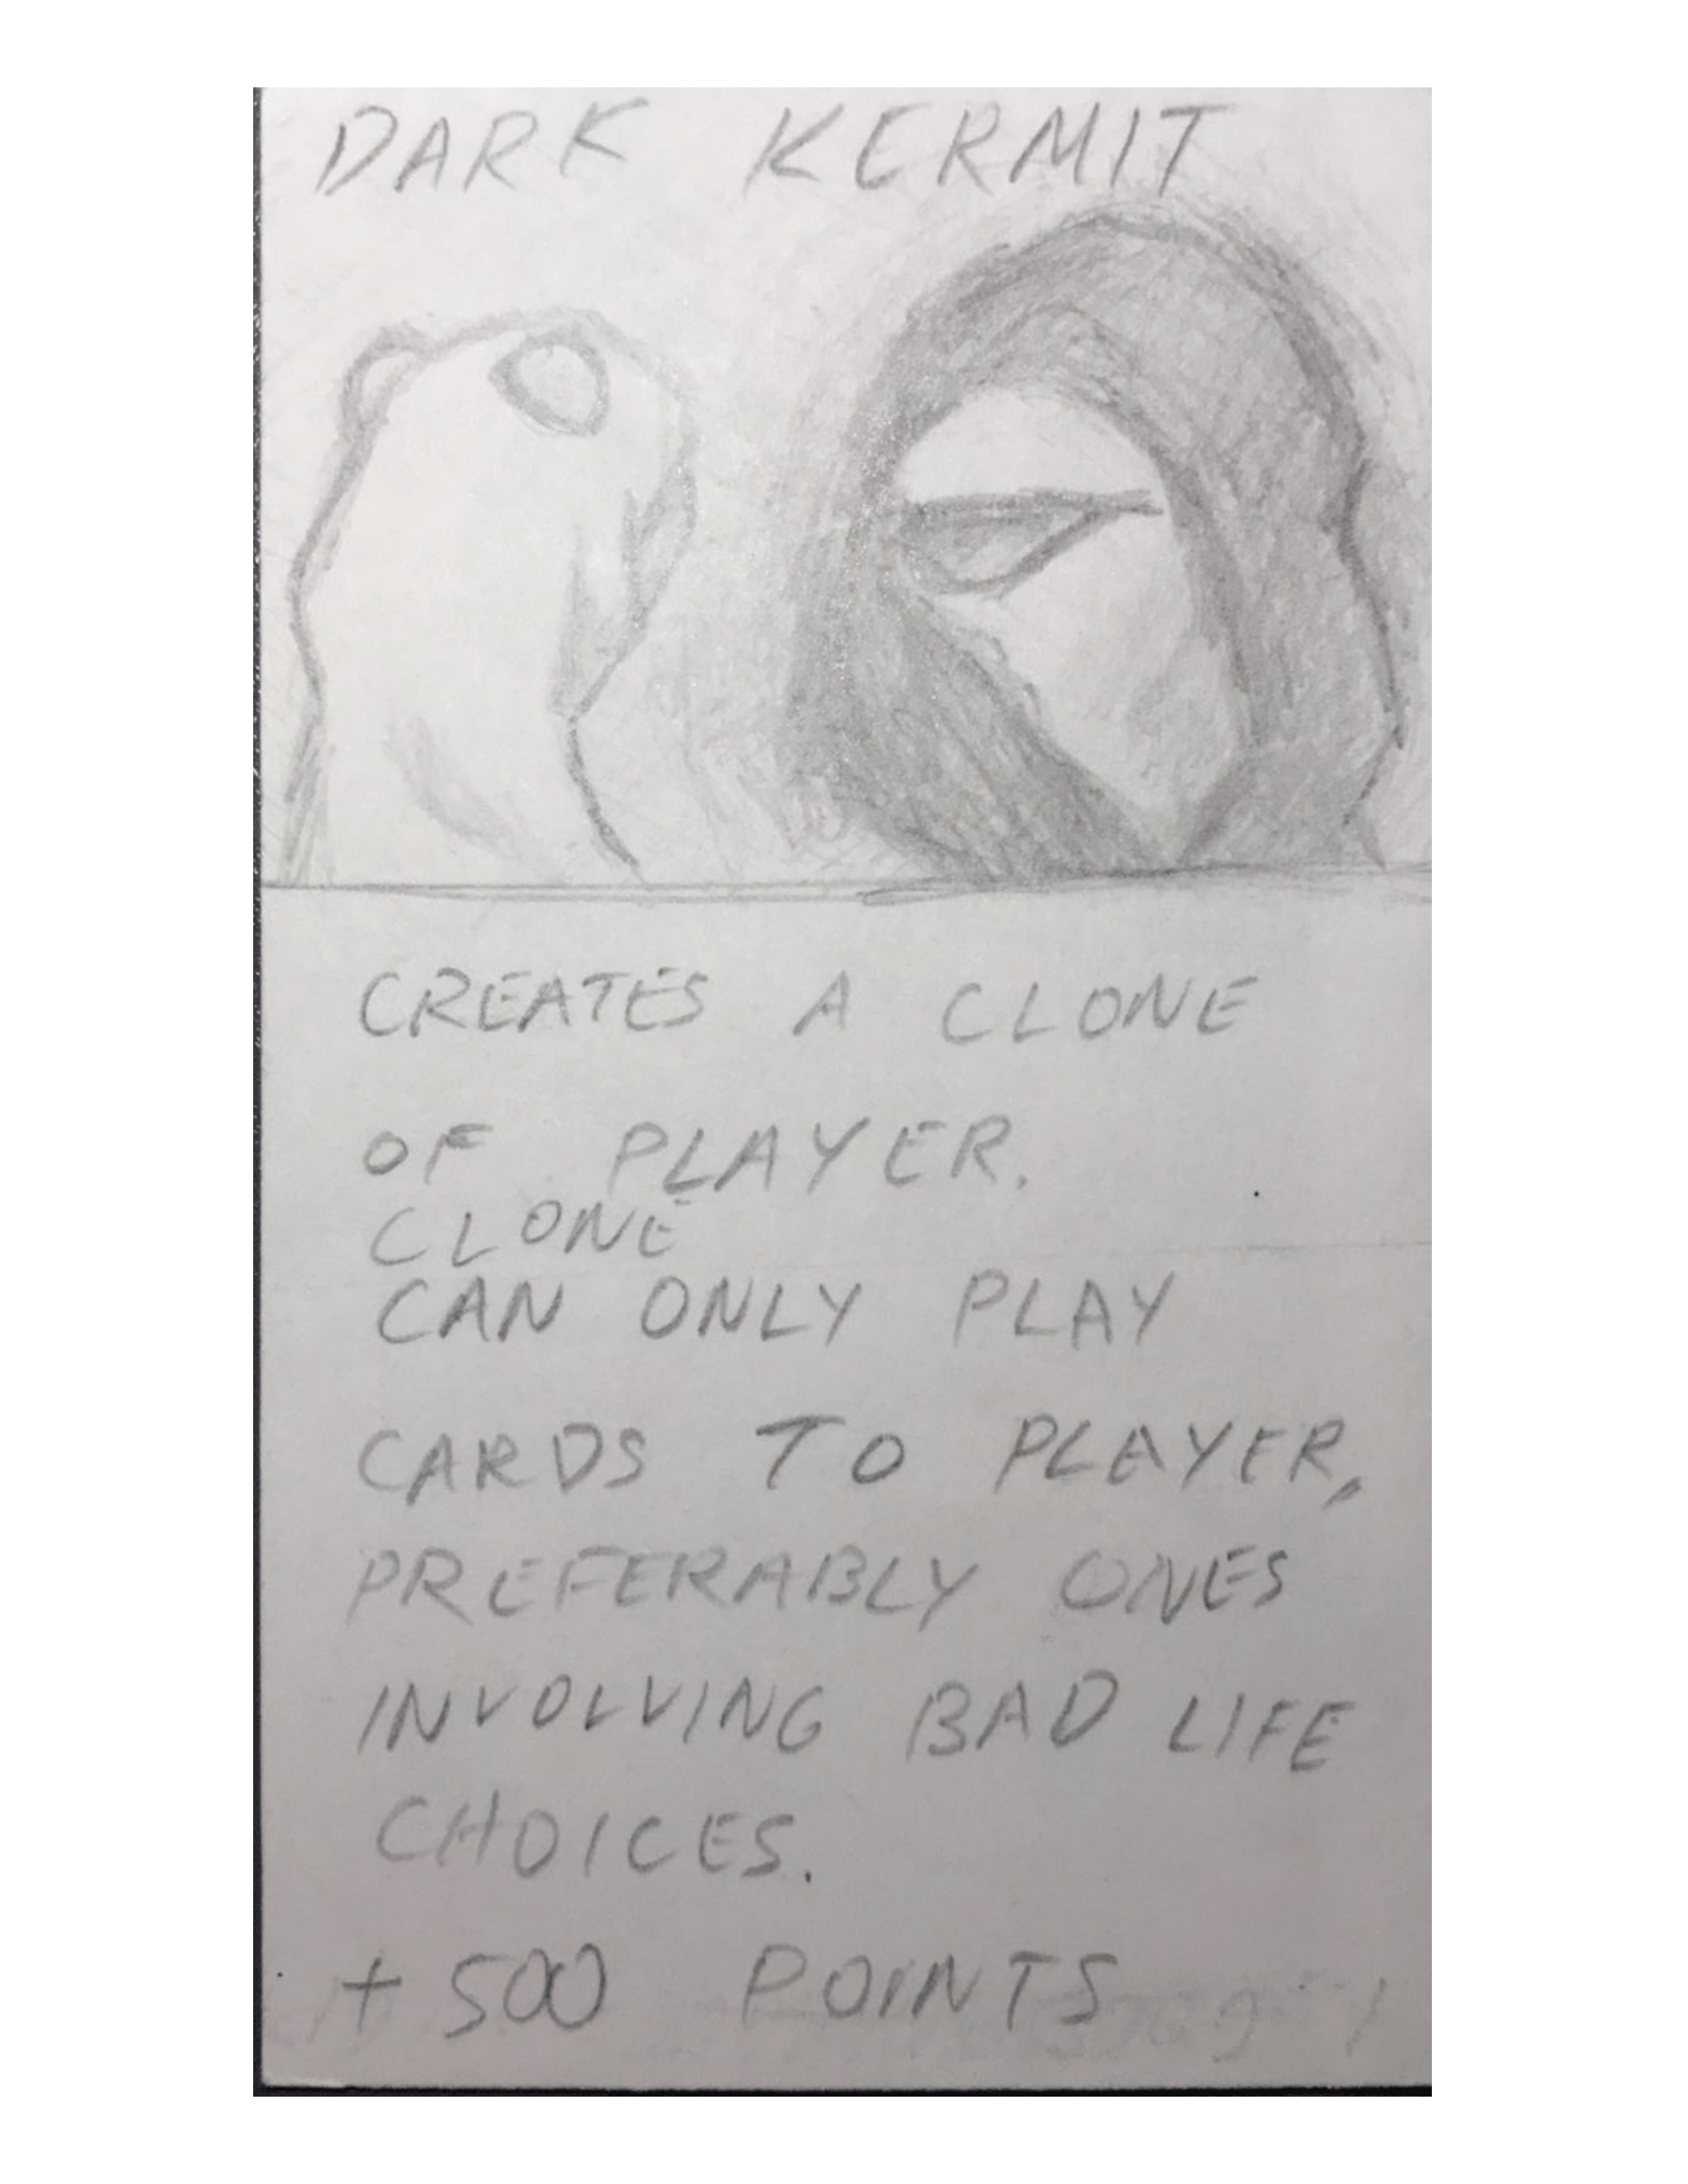 DARK KERMIT
CREATES A CLONE
OF PLAYER.
CLONE
CAN ONLY PLAY
CARDS TO PLAYER,
PREFERABLY ONES
INVOLVING BAD LIFE
CHOICES.
+ 500 POINTS